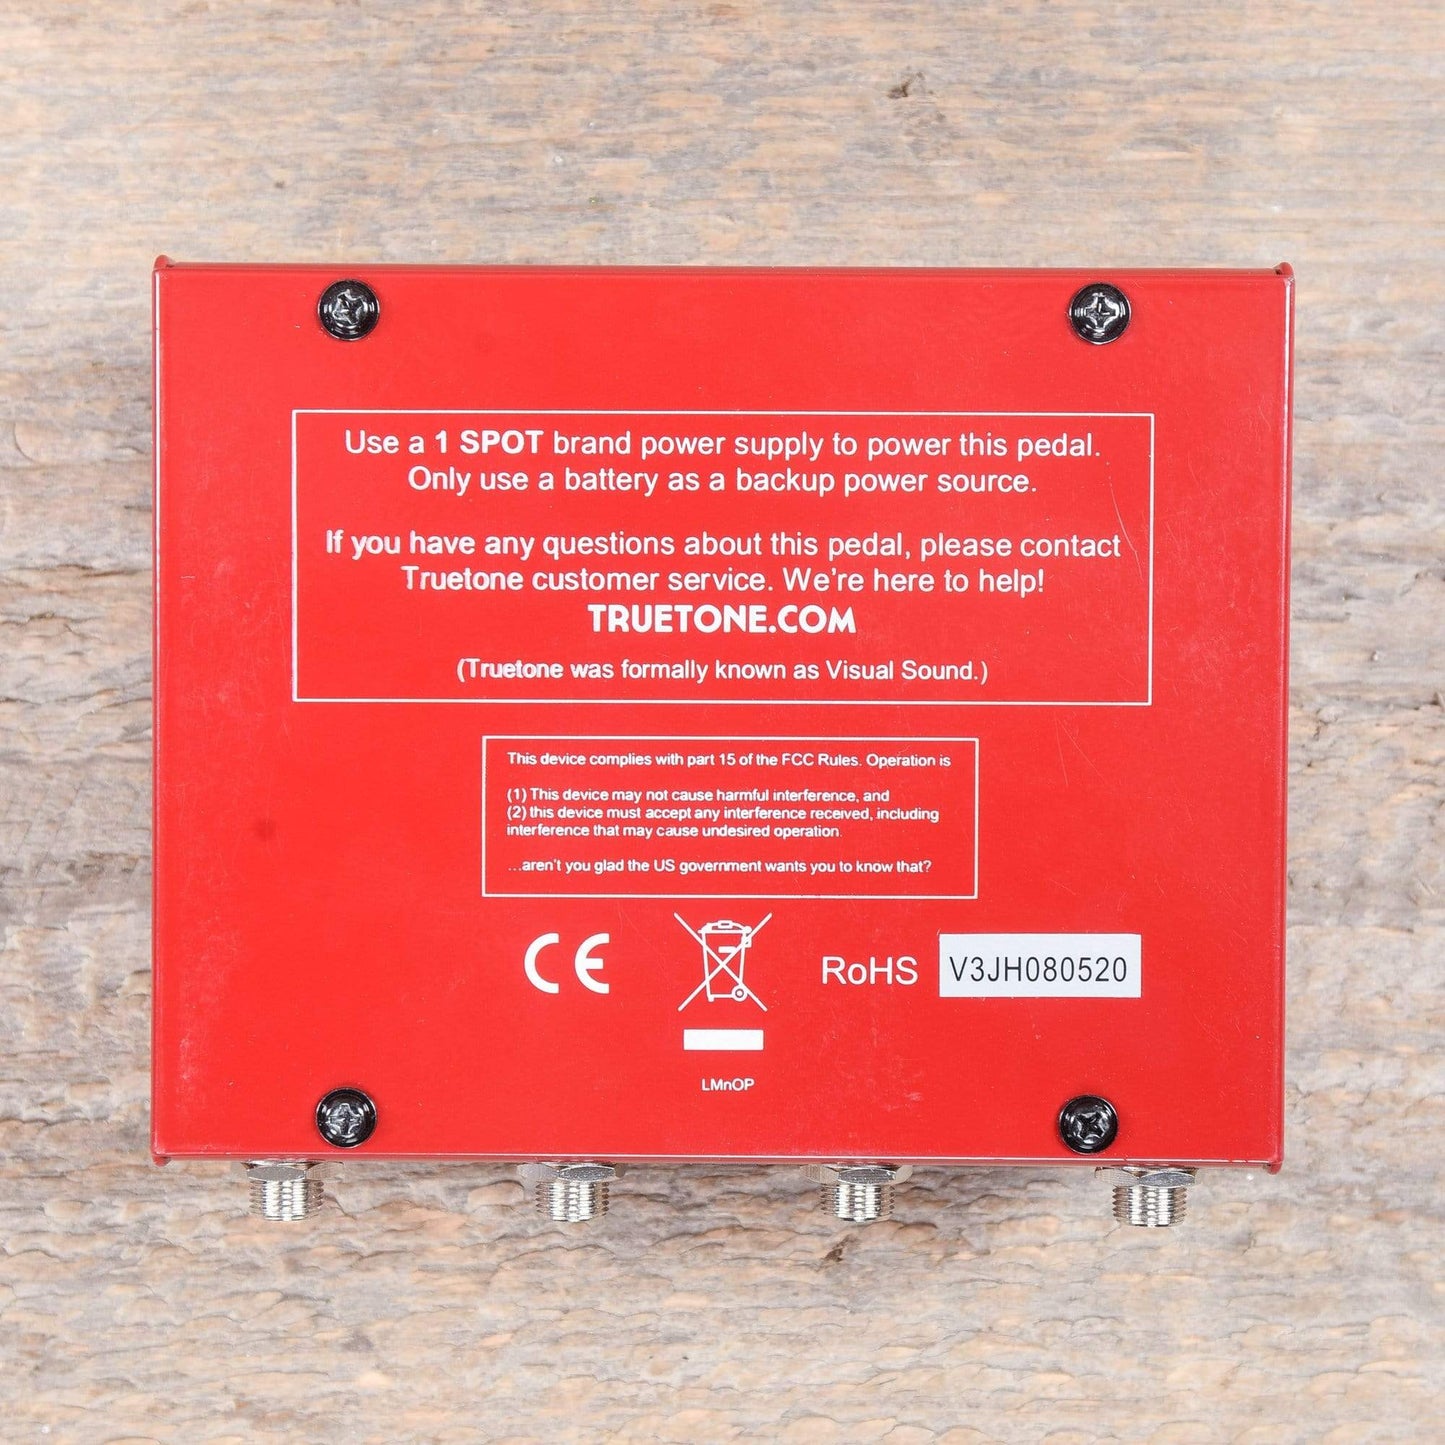 Use a 1 SPOT brand power supply to power this pedal.
Only use a battery as a backup power source.
If you have any questions about this pedal, please contact
Truetone customer service. We're here to help!
TRUETONE.COM
(Truetone was formally known as Visual Sound.)
This device complies with part 15 of the FCC Rules. Operation is
(1) This device may not cause harmful interference, and
(2) this device must accept any interference received, including
interference that may cause undesired operation.
...aren't you glad the US government wants you to know that?
CE
RoHS
V3JH080520
LMnOP